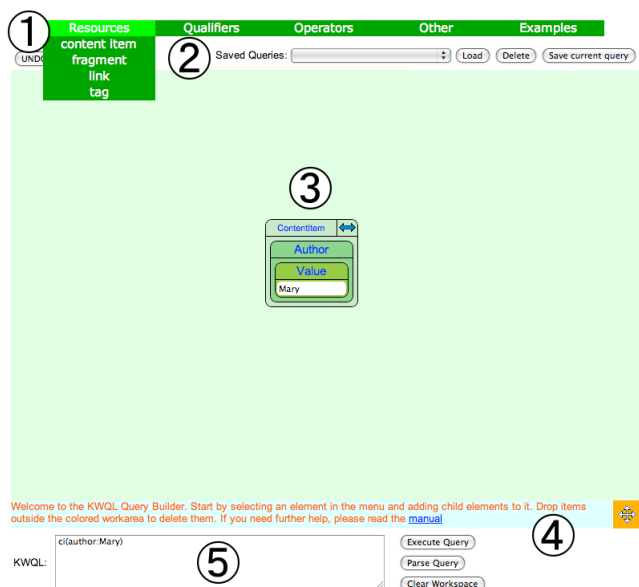 ① Resources Qualifiers Operators Other Examples
content item
fragment
link
tag
UNDO ② Saved Queries: Load Delete Save current query
③
ContentItem
Author
Value
Mary
Welcome to the KWQL Query Builder. Start by selecting an element in the menu and adding child elements to it. Drop items
outside the colored workarea to delete them. If you need further help, please read the manual
④
KWQL: ci(author:Mary) ⑤
Execute Query
Parse Query
Clear Workspace